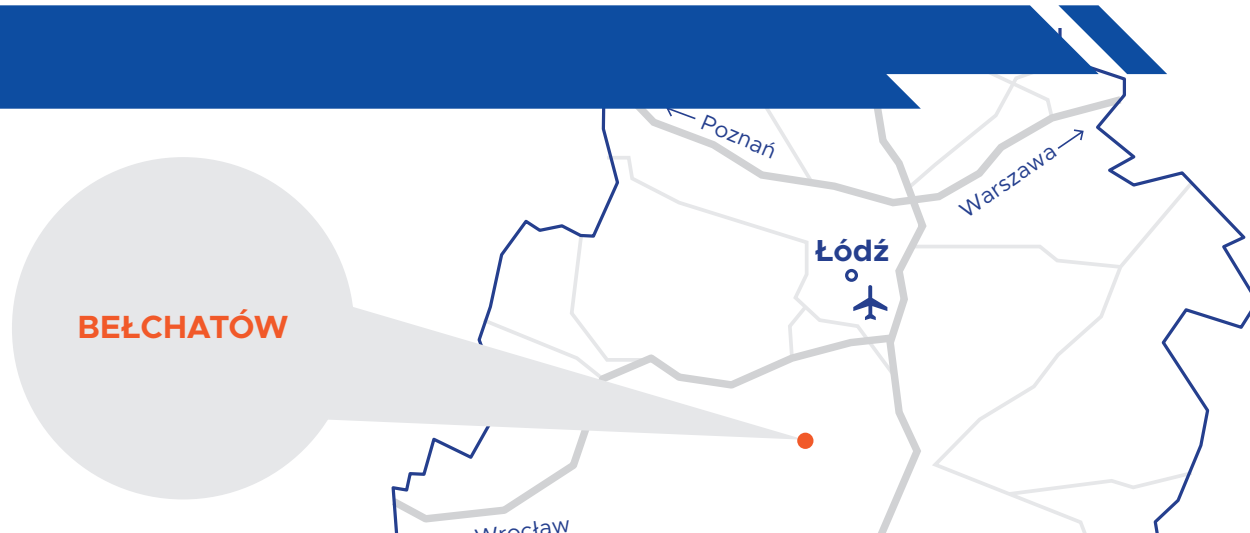 ← Poznań
Warszawa →
Łódź
BEŁCHATÓW
Wrocław